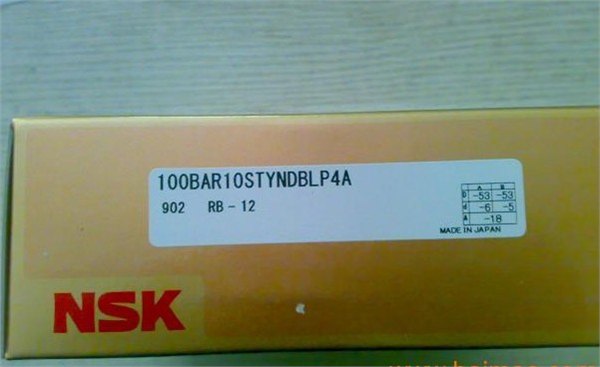 100BAR10STYNDBLP4A
902 RB-12
A B
D -53 -53
d -6 -5
A -18
MADE IN JAPAN
NSK